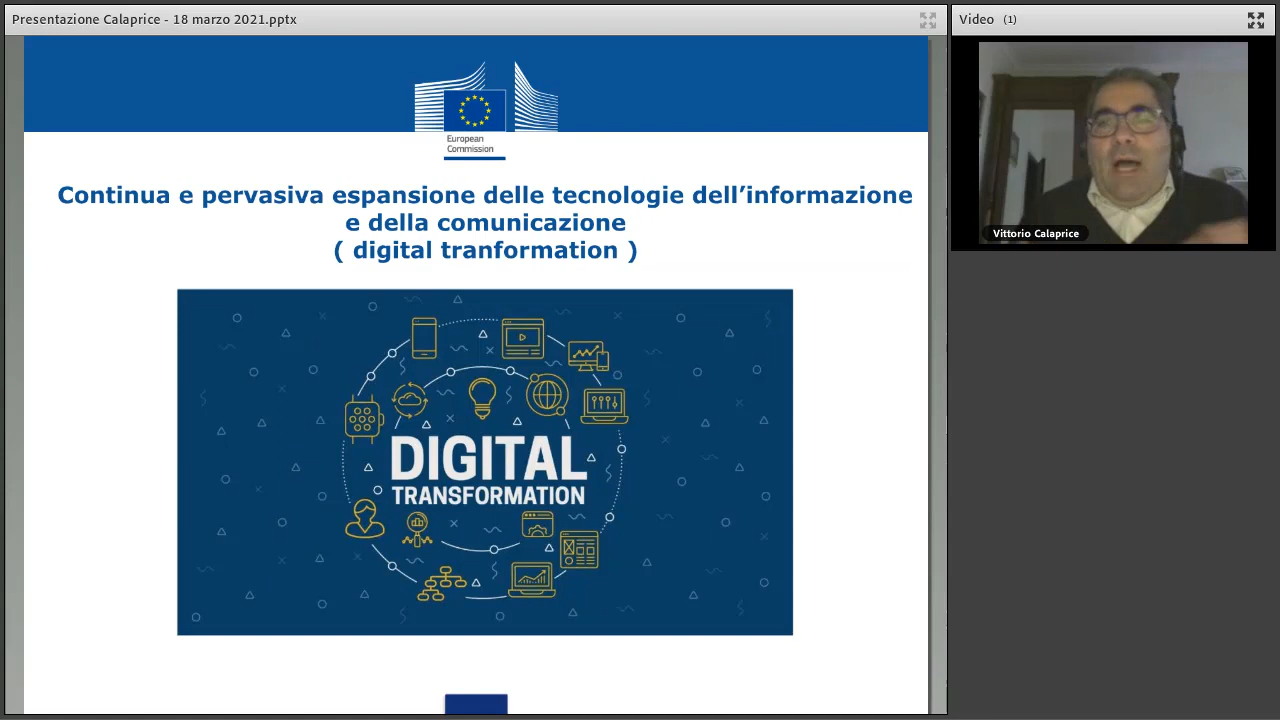 Presentazione Calaprice - 18 marzo 2021.pptx
Video (1)
European
Commission
Continua e pervasiva espansione delle tecnologie dell’informazione
e della comunicazione
( digital tranformation )
DIGITAL
TRANSFORMATION
Vittorio Calaprice